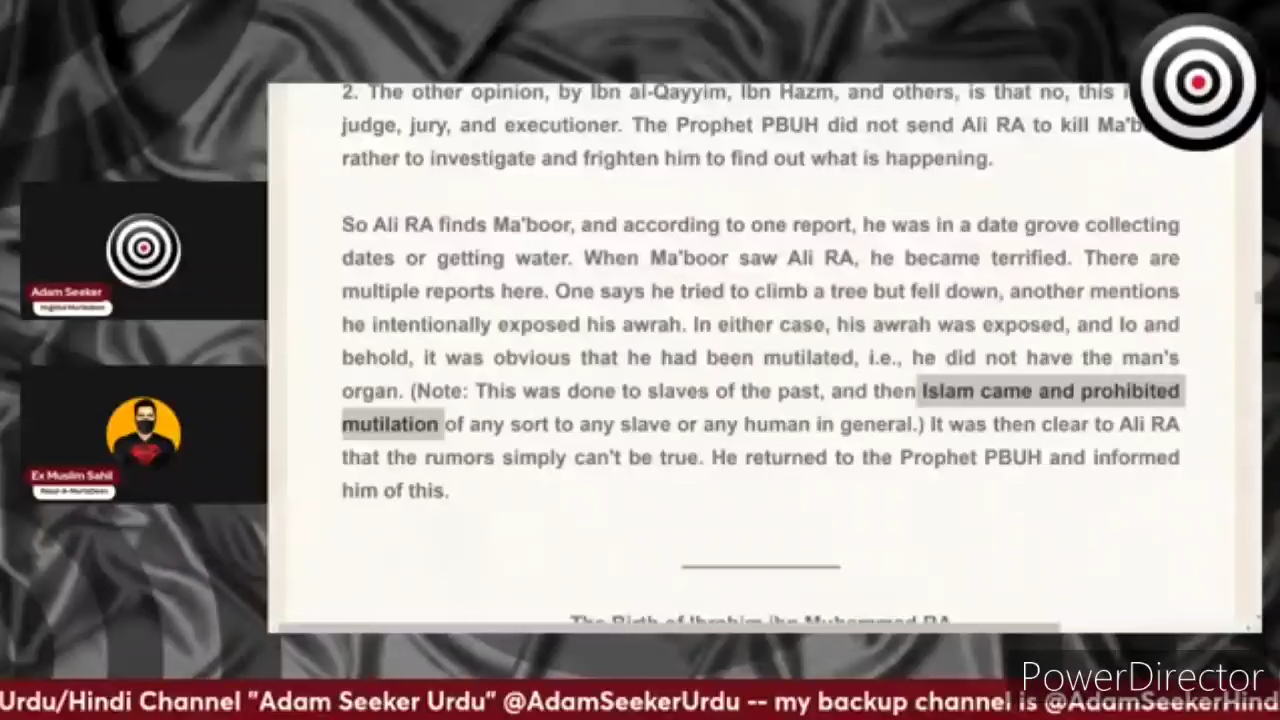 2. The other opinion, by Ibn al-Qayyim, Ibn Hazm, and others, is that no, this
judge, jury, and executioner. The Prophet PBUH did not send Ali RA to kill
rather to investigate and frighten him to find out what is happening.
So Ali RA finds Ma'boor, and according to one report, he was in a date grove collecting
dates or getting water. When Ma'boor saw Ali RA, he became terrified. There are
multiple reports here. One says he tried to climb a tree but fell down, another mentions
he intentionally exposed his awrah. In either case, his awrah was exposed, and lo and
behold, it was obvious that he had been mutilated, i.e., he did not have the man's
organ. (Note: This was done to slaves of the past, and then Islam came and prohibited
mutilation of any sort to any slave or any human in general.) It was then clear to Ali RA
that the rumors simply can't be true. He returned to the Prophet PBUH and informed
him of this.
The Birth of Ibrahim ibn Muhammad RA
Adam Seeker
Ex Muslim Sahil
PowerDirector
Urdu/Hindi Channel "Adam Seeker Urdu" @AdamSeekerUrdu -- my backup channel is @AdamSeekerHind